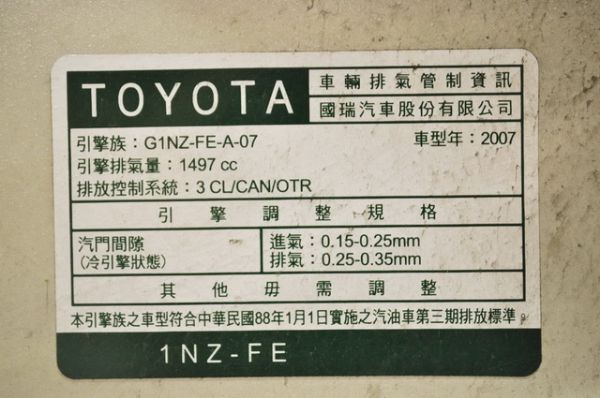 TOYOTA
車輛排氣管制資訊
國瑞汽車股份有限公司
引擎族：G1NZ-FE-A-07 車型年：2007
引擎排氣量：1497 cc
排放控制系統：3 CL/CAN/OTR
引擎調整規格
汽門間隙 進氣：0.15-0.25mm
(冷引擎狀態) 排氣：0.25-0.35mm
其他毋需調整
本引擎族之車型符合中華民國88年1月1日實施之汽油車第三期排放標準。
1NZ-FE